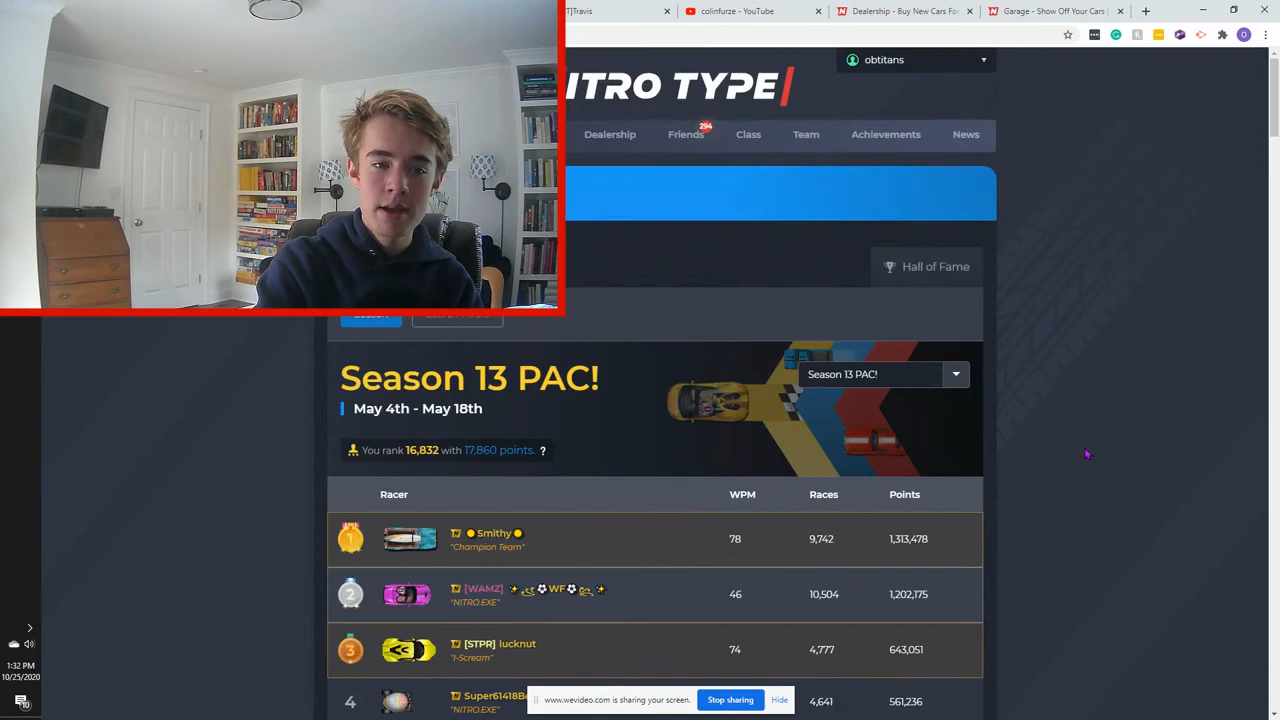 T]Travis
colinfurze - YouTube
Dealership - Buy New Cars For
Garage - Show Off Your Cars |
obtitans
ITRO TYPE
Dealership
Friends
294
Class
Team
Achievements
News
Hall of Fame
Season 13 PAC!
Season 13 PAC!
May 4th - May 18th
You rank 16,832 with 17,860 points. ?
Racer
WPM
Races
Points
1
Smithy
"Champion Team"
78
9,742
1,313,478
2
[WAMZ] WF
"NITRO.EXE"
46
10,504
1,202,175
3
[STPR] lucknut
"I-Scream"
74
4,777
643,051
4
"NITRO.EXE"
4,641
561,236
www.wevideo.com is sharing your screen.
Stop sharing
Hide
1:32 PM
10/25/2020